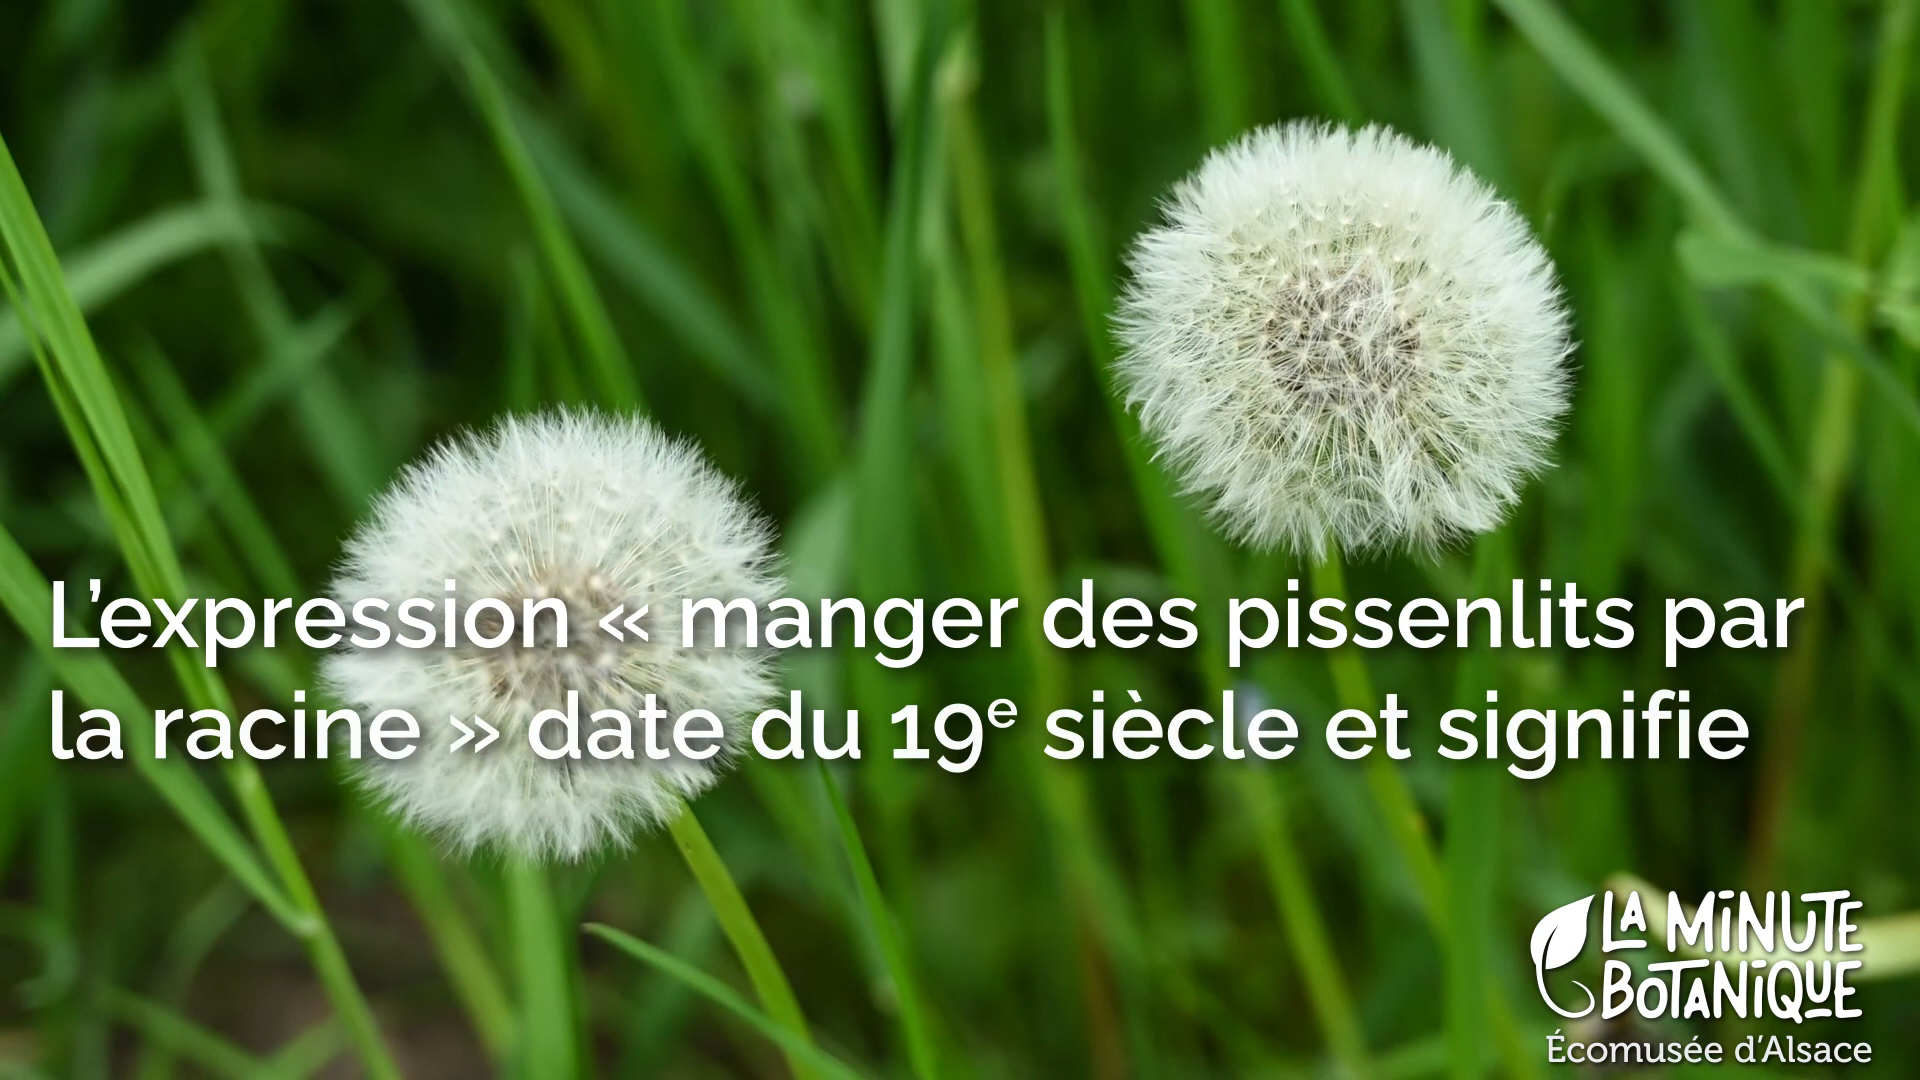 L’expression « manger des pissenlits par
la racine » date du 19e siècle et signifie
LA MINUTE
BOTANIQUE
Écomusée d’Alsace